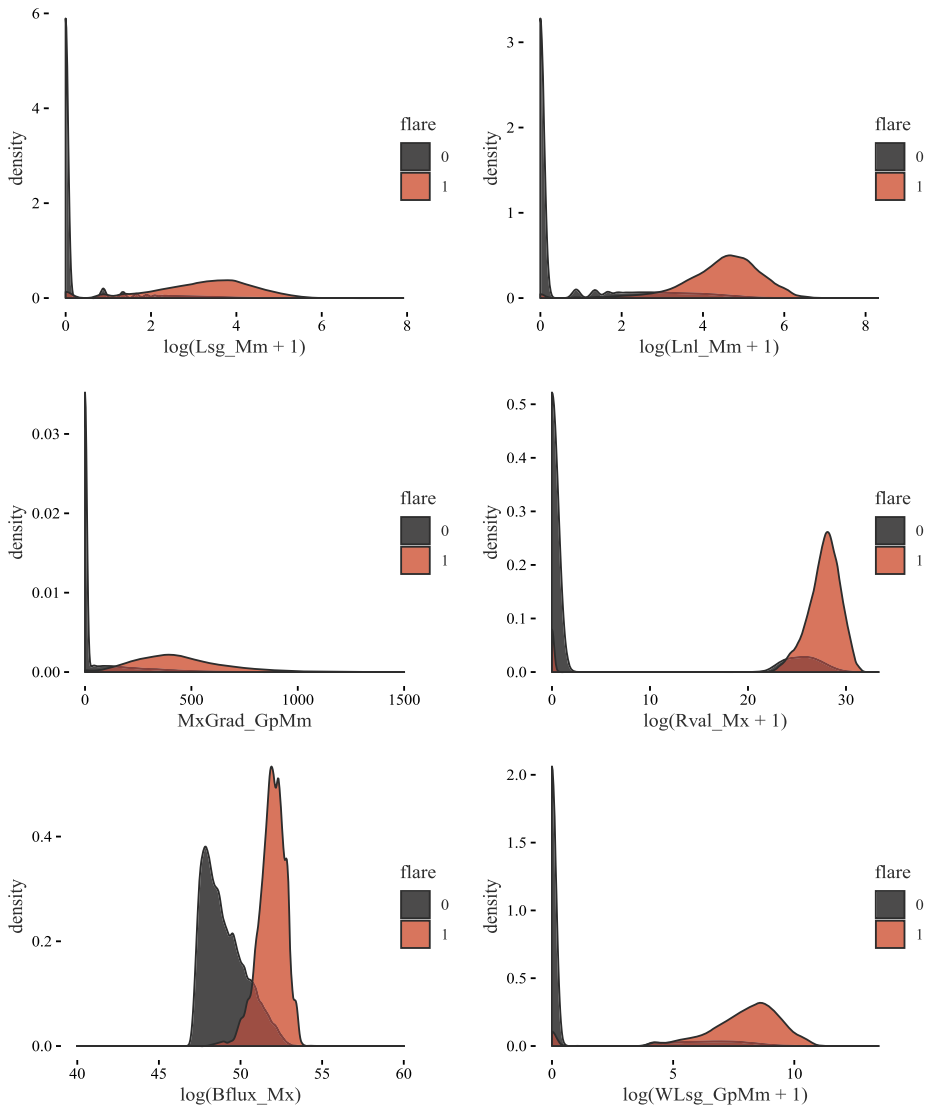 density
6
4
2
0
0 2 4 6 8
log(Lsg_Mm + 1)
flare
0
1
density
3
2
1
0
0 2 4 6 8
log(Lnl_Mm + 1)
flare
0
1
density
0.03
0.02
0.01
0.00
0 500 1000 1500
MxGrad_GpMm
flare
0
1
density
0.5
0.4
0.3
0.2
0.1
0.0
0 10 20 30
log(Rval_Mx + 1)
flare
0
1
density
0.4
0.2
0.0
40 45 50 55 60
log(Bflux_Mx)
flare
0
1
density
2.0
1.5
1.0
0.5
0.0
0 5 10
log(WLsg_GpMm + 1)
flare
0
1